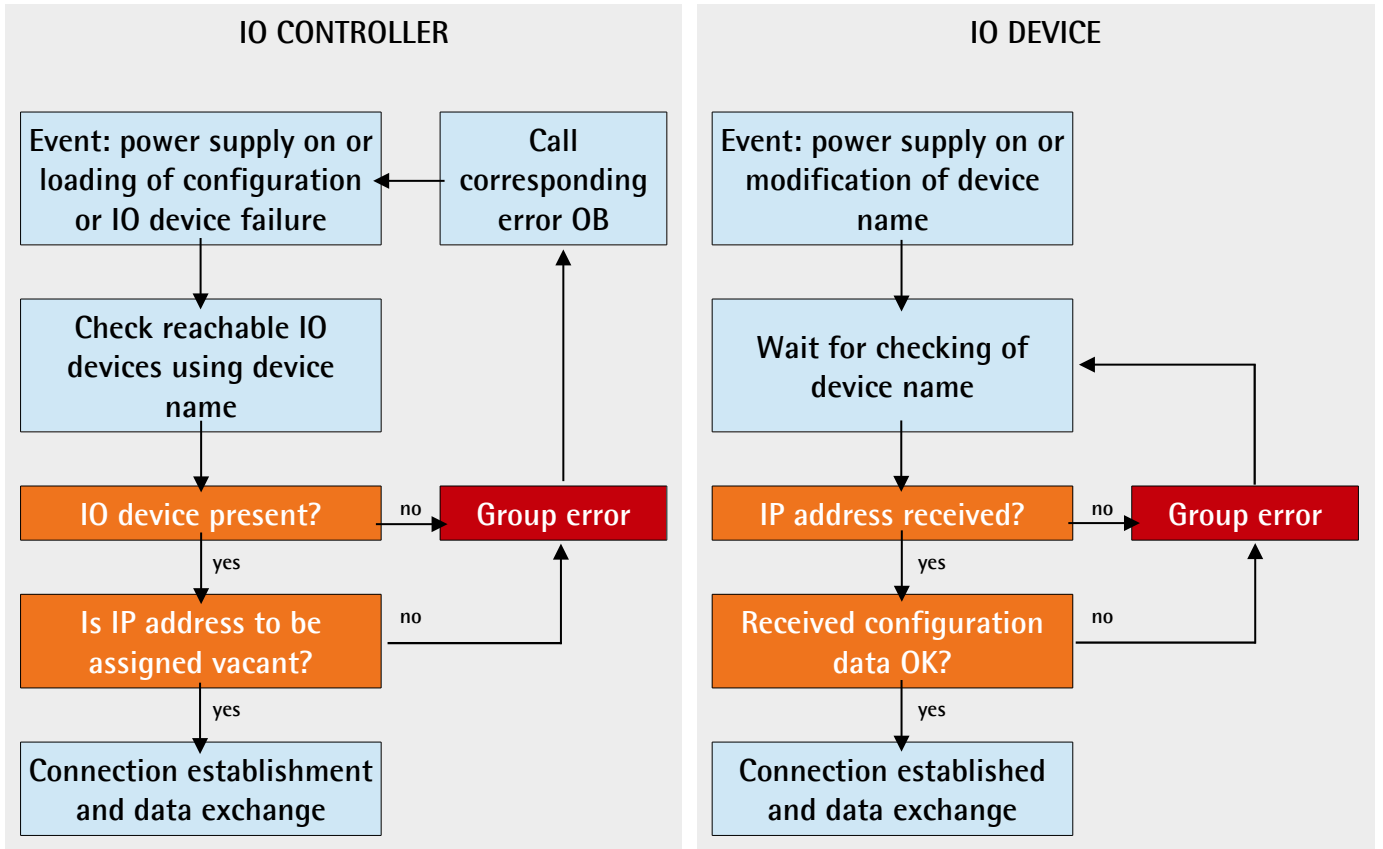 IO CONTROLLER
Event: power supply on or
loading of configuration
or IO device failure
Call
corresponding
error OB
Check reachable IO
devices using device
name
IO device present?
no
Group error
yes
Is IP address to be
assigned vacant?
no
yes
Connection establishment
and data exchange
IO DEVICE
Event: power supply on or
modification of device
name
Wait for checking of
device name
IP address received?
no
Group error
yes
Received configuration
data OK?
no
yes
Connection established
and data exchange